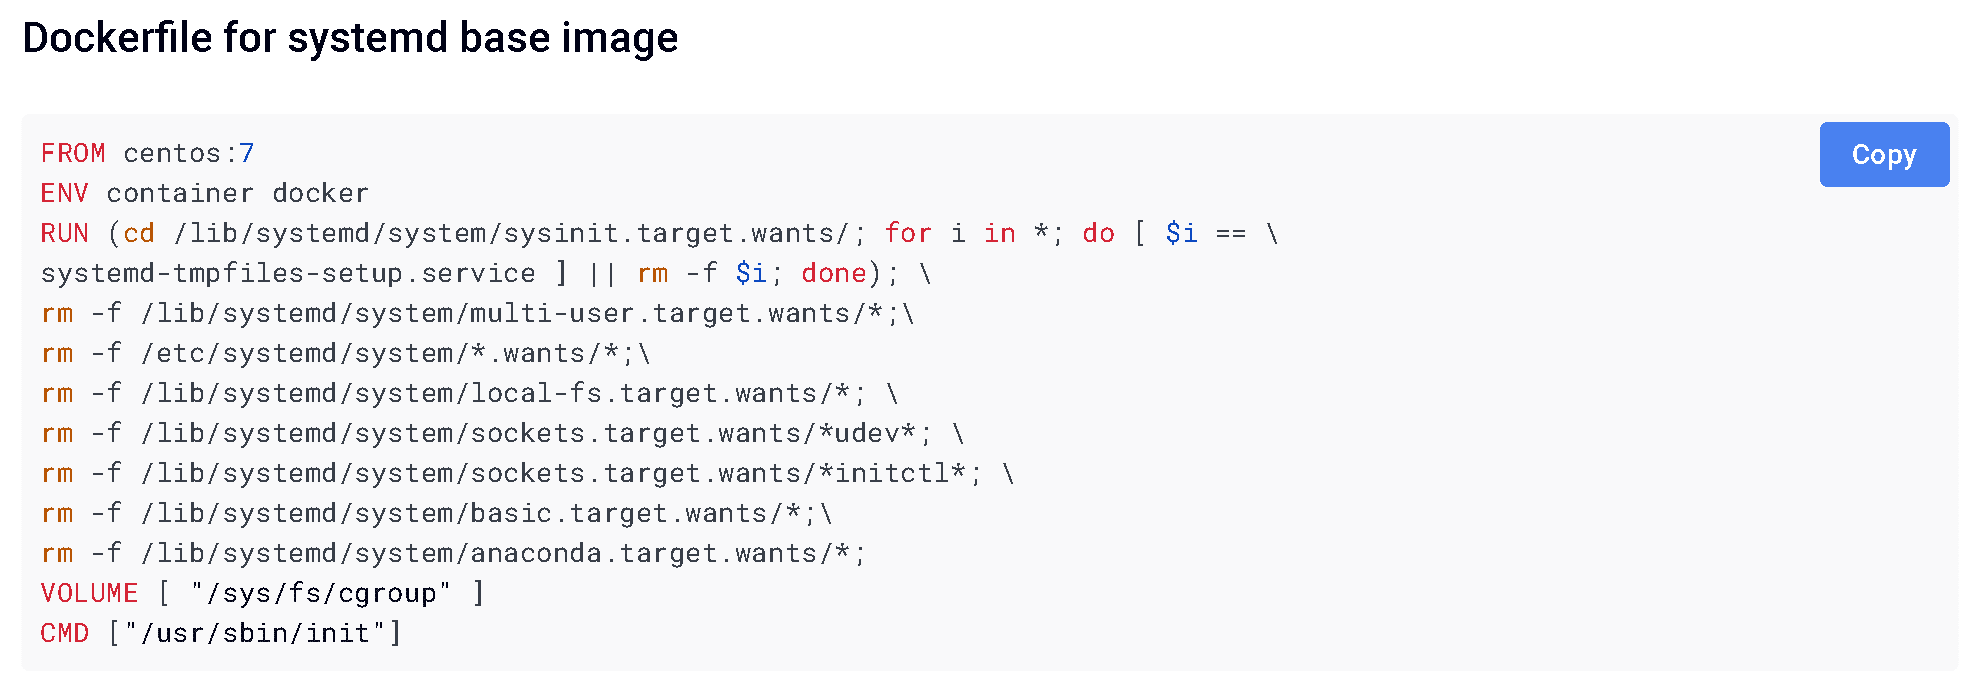 Dockerfile for systemd base image
Copy
FROM centos:7
ENV container docker
RUN (cd /lib/systemd/system/sysinit.target.wants/; for i in *; do [ $i == \
systemd-tmpfiles-setup.service ] || rm -f $i; done); \
rm -f /lib/systemd/system/multi-user.target.wants/*;\
rm -f /etc/systemd/system/*.wants/*;\
rm -f /lib/systemd/system/local-fs.target.wants/*; \
rm -f /lib/systemd/system/sockets.target.wants/*udev*; \
rm -f /lib/systemd/system/sockets.target.wants/*initctl*; \
rm -f /lib/systemd/system/basic.target.wants/*;\
rm -f /lib/systemd/system/anaconda.target.wants/*;
VOLUME [ "/sys/fs/cgroup" ]
CMD ["/usr/sbin/init"]